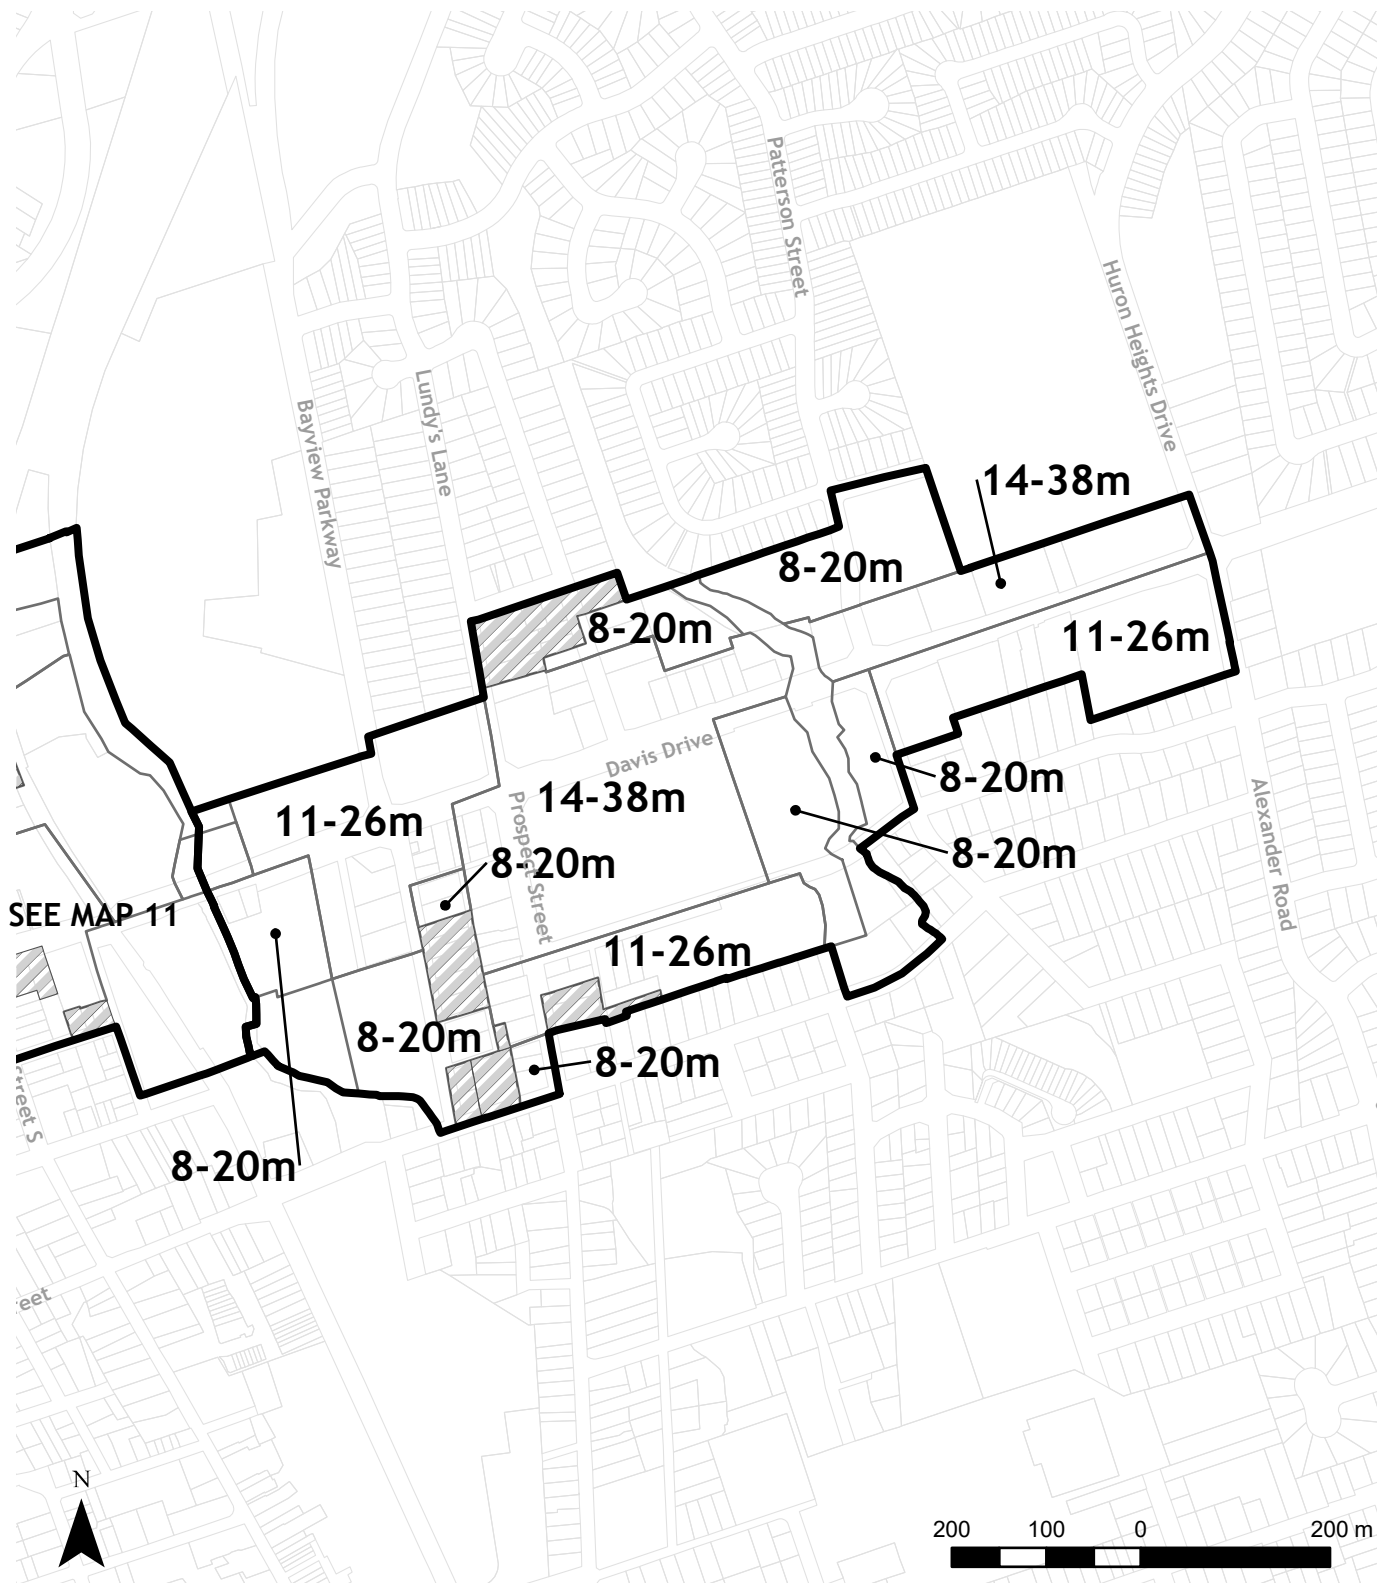 Patterson Street
Huron Heights Drive
Lundy's Lane
Bayview Parkway
14-38m
8-20m
8-20m
11-26m
Davis Drive
8-20m
14-38m
Prospect Street
11-26m
8-20m
8-20m
Alexander Road
SEE MAP 11
11-26m
8-20m
8-20m
Street S
8-20m
N
200 100 0 200 m